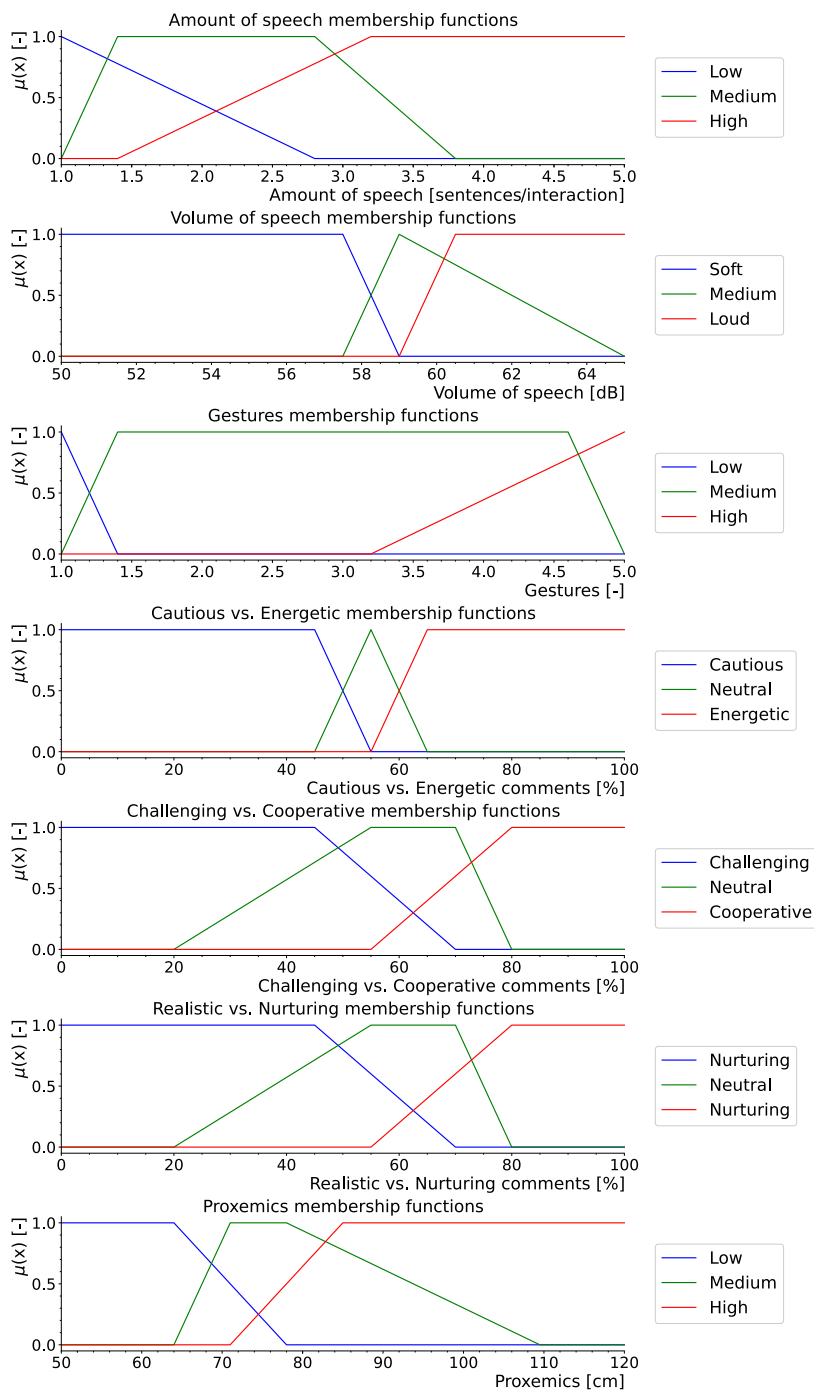 Amount of speech membership functions
μ(x) [-]
1.0
0.5
0.0
1.0 1.5 2.0 2.5 3.0 3.5 4.0 4.5 5.0
Amount of speech [sentences/interaction]
Low
Medium
High
Volume of speech membership functions
μ(x) [-]
1.0
0.5
0.0
50 52 54 56 58 60 62 64
Volume of speech [dB]
Soft
Medium
Loud
Gestures membership functions
μ(x) [-]
1.0
0.5
0.0
1.0 1.5 2.0 2.5 3.0 3.5 4.0 4.5 5.0
Gestures [-]
Low
Medium
High
Cautious vs. Energetic membership functions
μ(x) [-]
1.0
0.5
0.0
0 20 40 60 80 100
Cautious vs. Energetic comments [%]
Cautious
Neutral
Energetic
Challenging vs. Cooperative membership functions
μ(x) [-]
1.0
0.5
0.0
0 20 40 60 80 100
Challenging vs. Cooperative comments [%]
Challenging
Neutral
Cooperative
Realistic vs. Nurturing membership functions
μ(x) [-]
1.0
0.5
0.0
0 20 40 60 80 100
Realistic vs. Nurturing comments [%]
Nurturing
Neutral
Nurturing
Proxemics membership functions
μ(x) [-]
1.0
0.5
0.0
50 60 70 80 90 100 110 120
Proxemics [cm]
Low
Medium
High